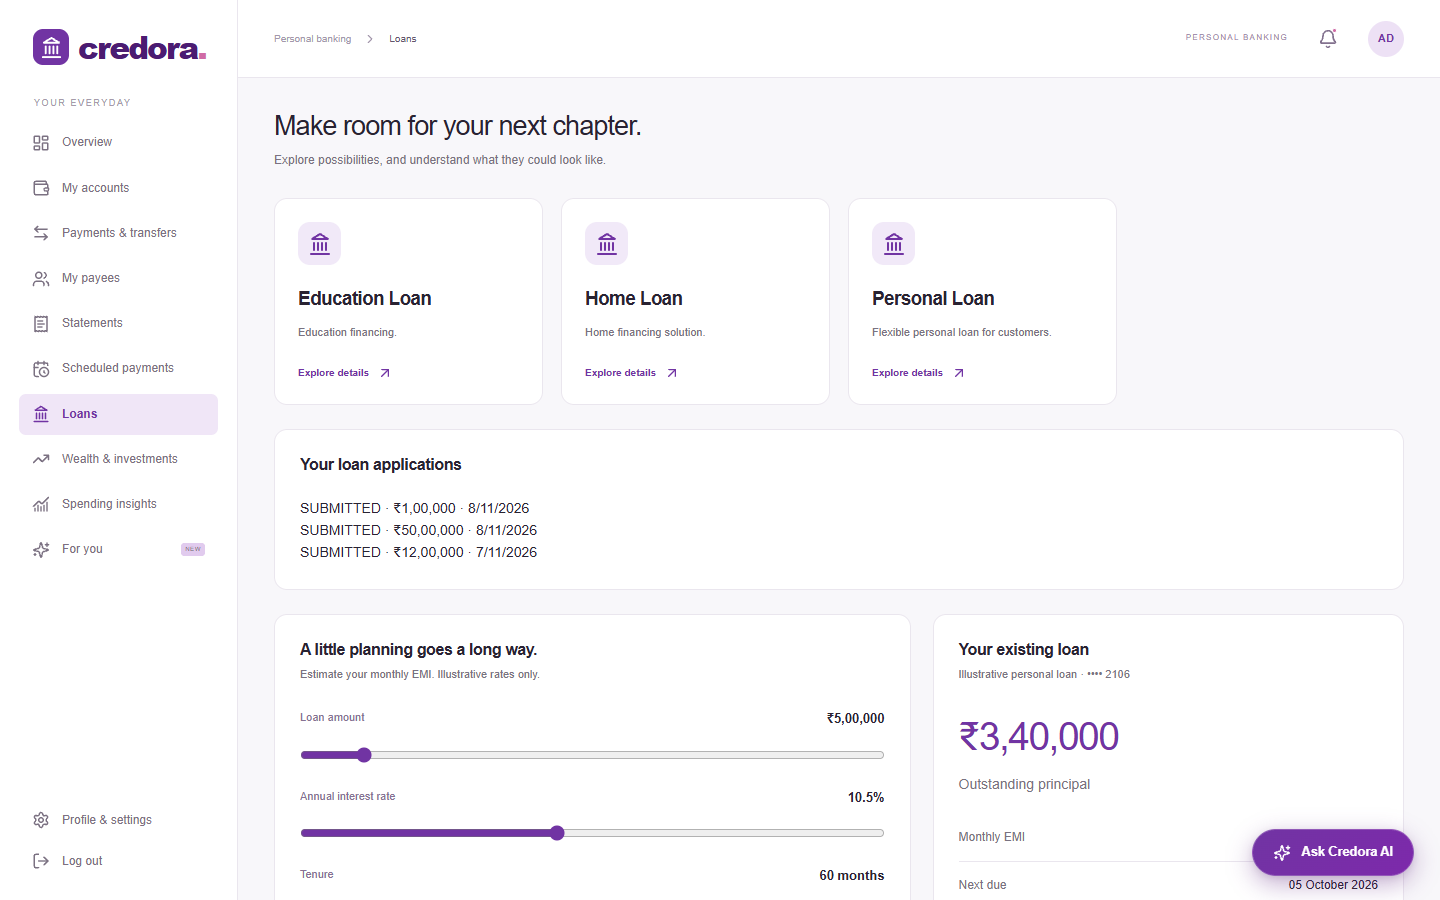 credora.
YOUR EVERYDAY
Overview
My accounts
Payments & transfers
My payees
Statements
Scheduled payments
Loans
Wealth & investments
Spending insights
For you NEW
Profile & settings
Log out
Personal banking > Loans
PERSONAL BANKING
AD
Make room for your next chapter.
Explore possibilities, and understand what they could look like.
Education Loan
Education financing.
Explore details
Home Loan
Home financing solution.
Explore details
Personal Loan
Flexible personal loan for customers.
Explore details
Your loan applications
SUBMITTED · ₹1,00,000 · 8/11/2026
SUBMITTED · ₹50,00,000 · 8/11/2026
SUBMITTED · ₹12,00,000 · 7/11/2026
A little planning goes a long way.
Estimate your monthly EMI. Illustrative rates only.
Loan amount ₹5,00,000
Annual interest rate 10.5%
Tenure 60 months
Your existing loan
Illustrative personal loan · •••• 2106
₹3,40,000
Outstanding principal
Monthly EMI
Next due 05 October 2026
Ask Credora AI